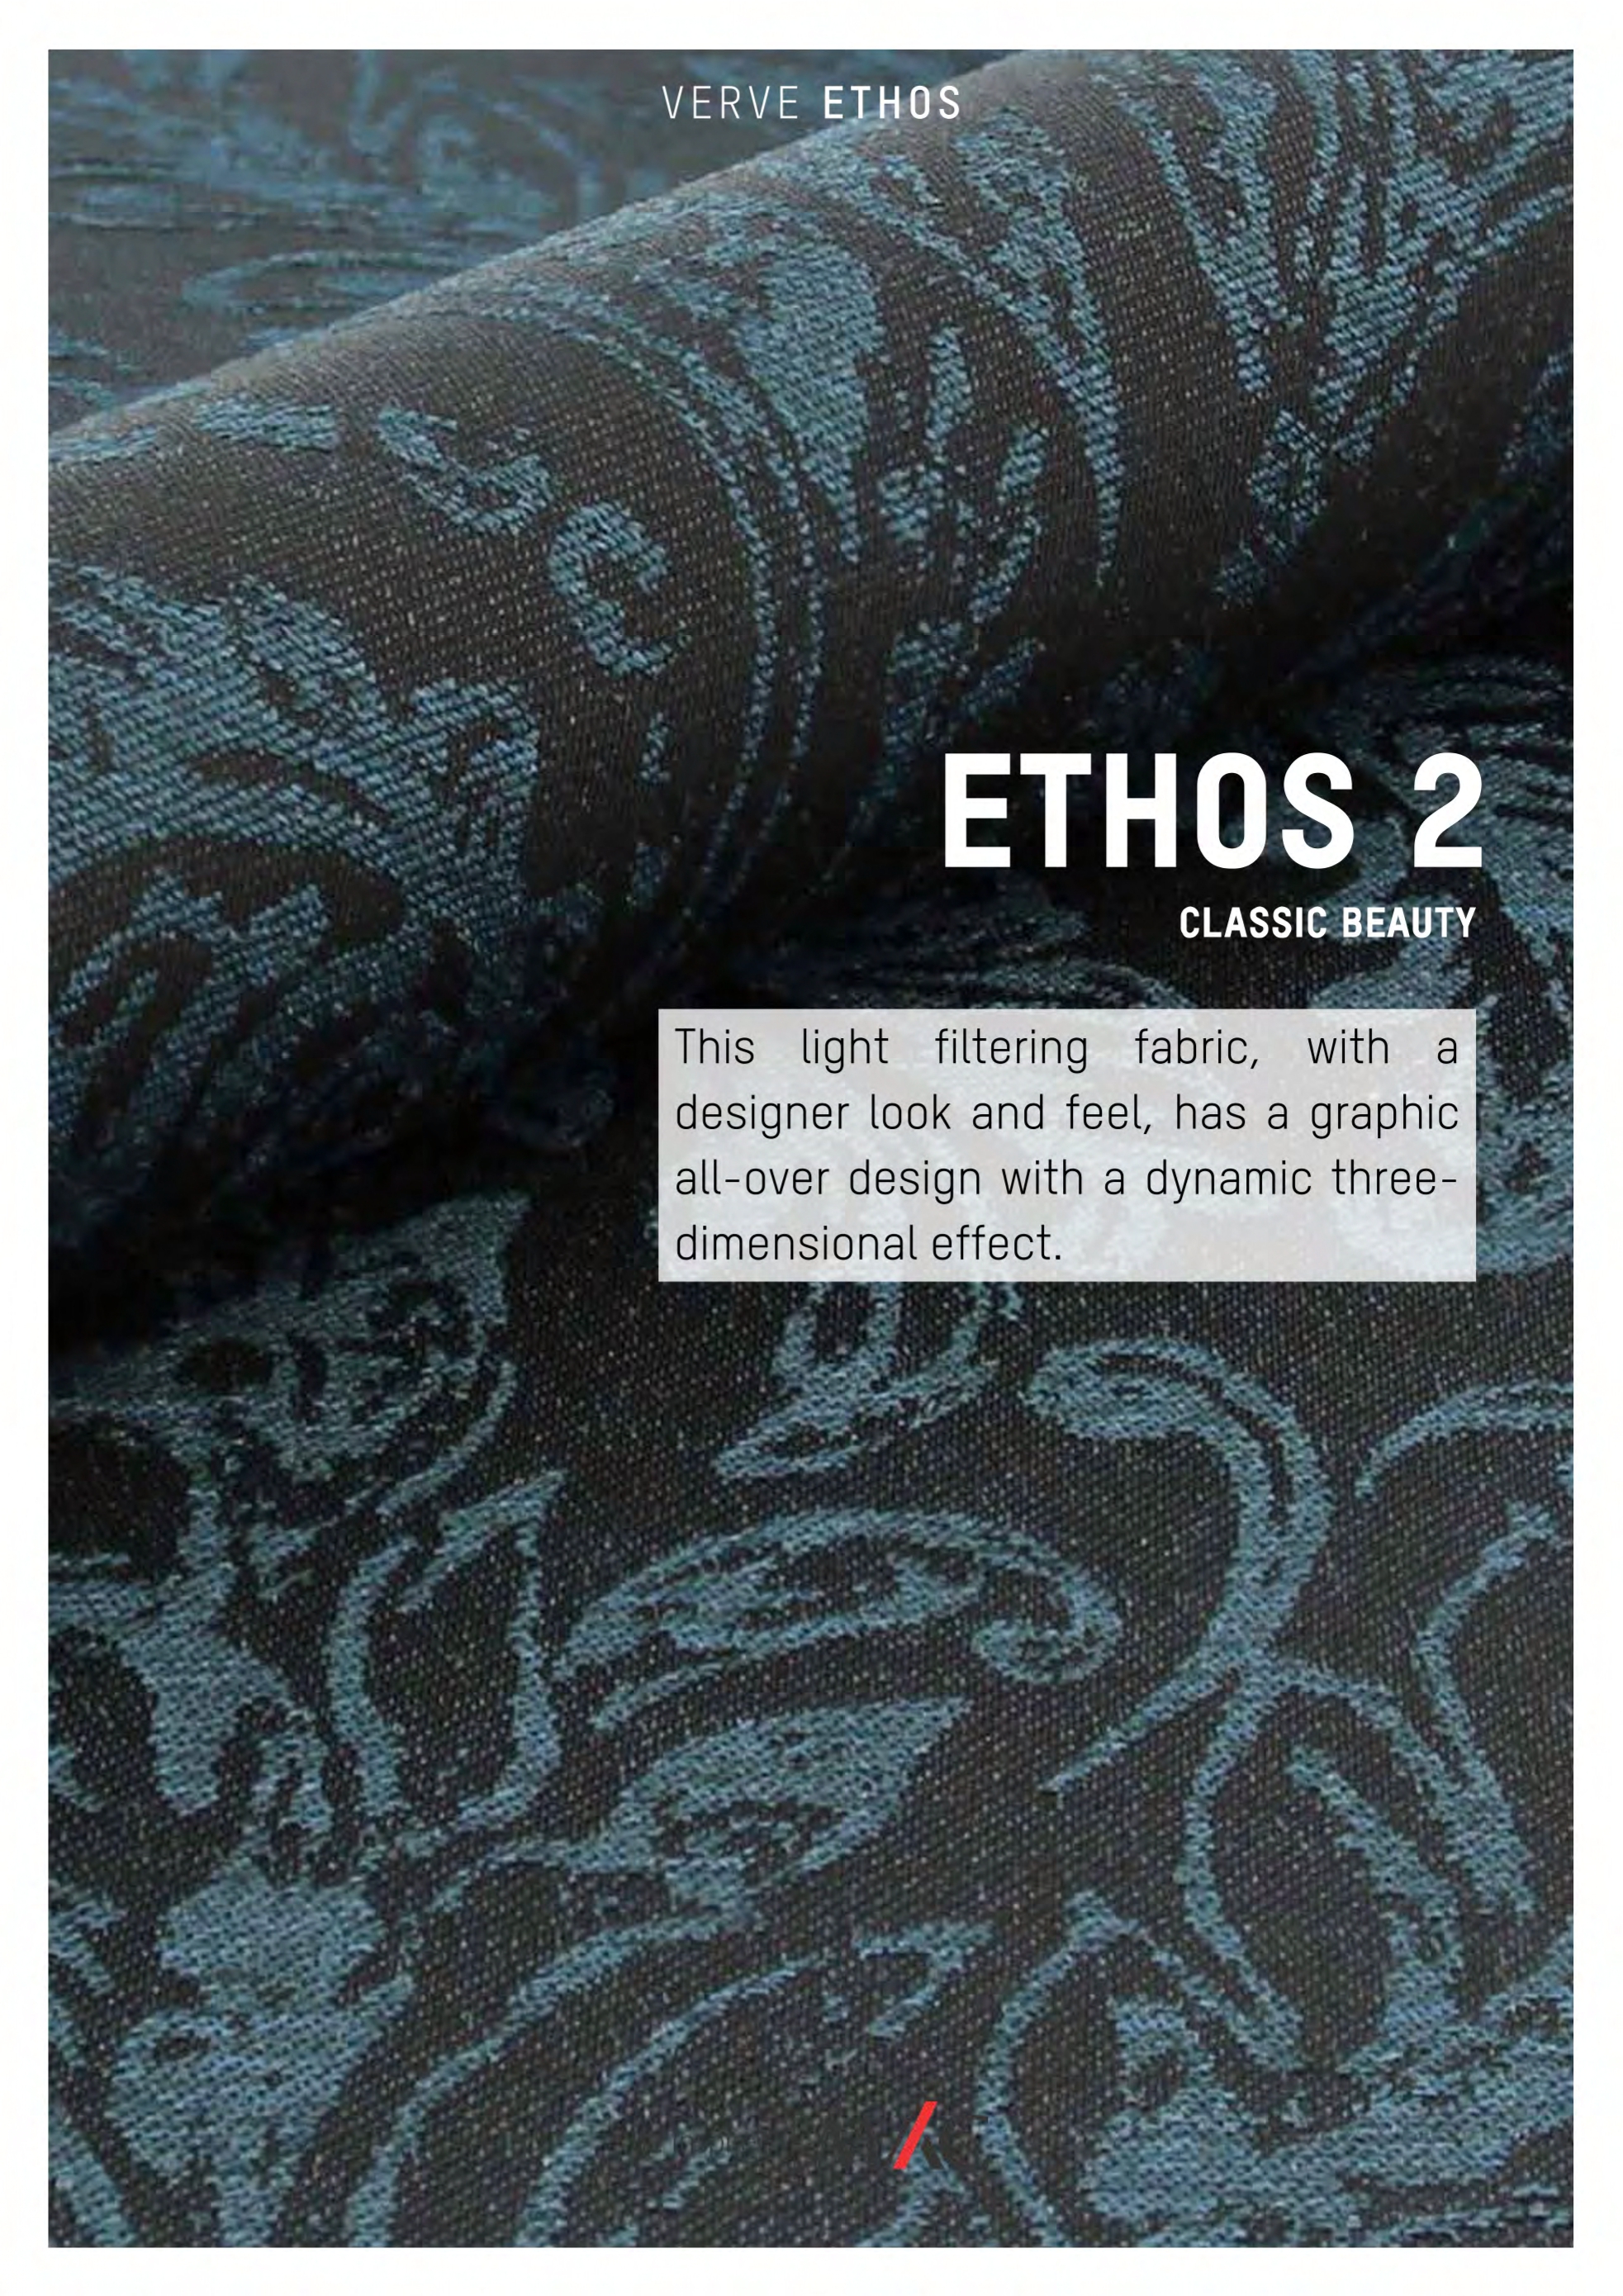 VERVE ETHOS
ETHOS 2
CLASSIC BEAUTY
This light filtering fabric, with a
designer look and feel, has a graphic
all-over design with a dynamic three-
dimensional effect.